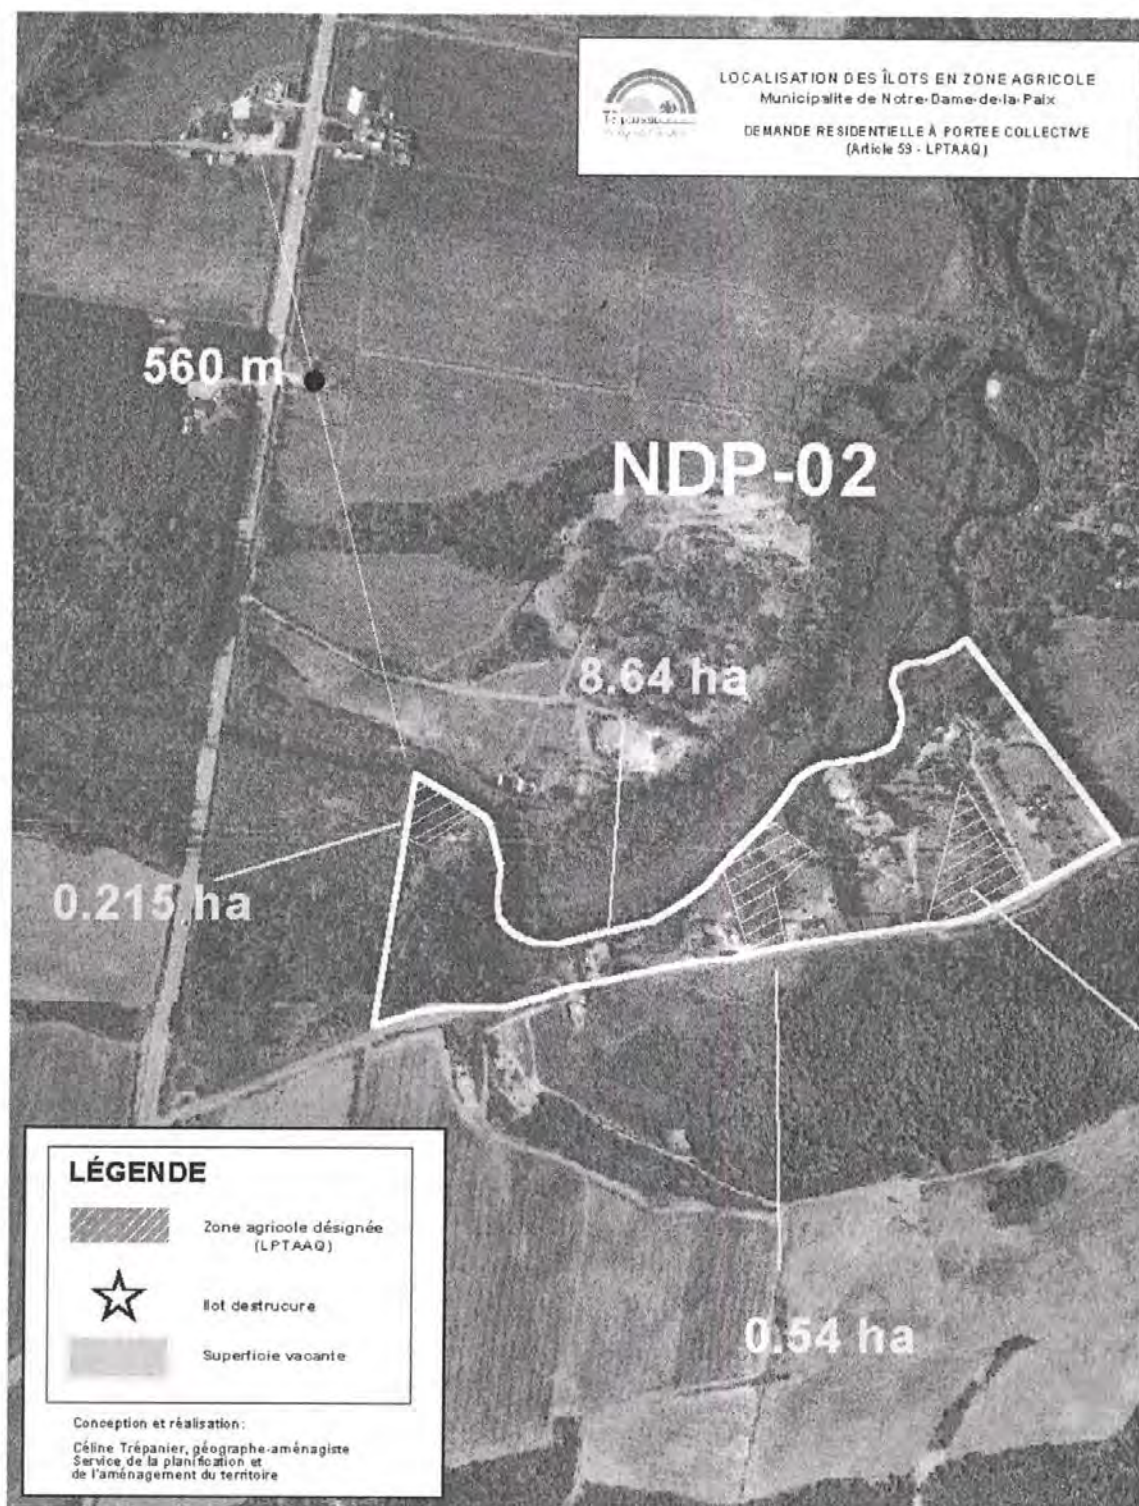 LOCALISATION DES ÎLOTS EN ZONE AGRICOLE
Municipalite de Notre-Dame-de-la-Paix
DEMANDE RESIDENTIELLE À PORTEE COLLECTIVE
(Article 59 - LPTAAQ)
560 m
NDP-02
8.64 ha
0.215 ha
0.54 ha
LÉGENDE
Zone agricole désignée
(LPTAAQ)
Ilot destrucure
Superficie vacante
Conception et réalisation:
Céline Trépanier, géographe-aménagiste
Service de la planification et
de l'aménagement du territoire